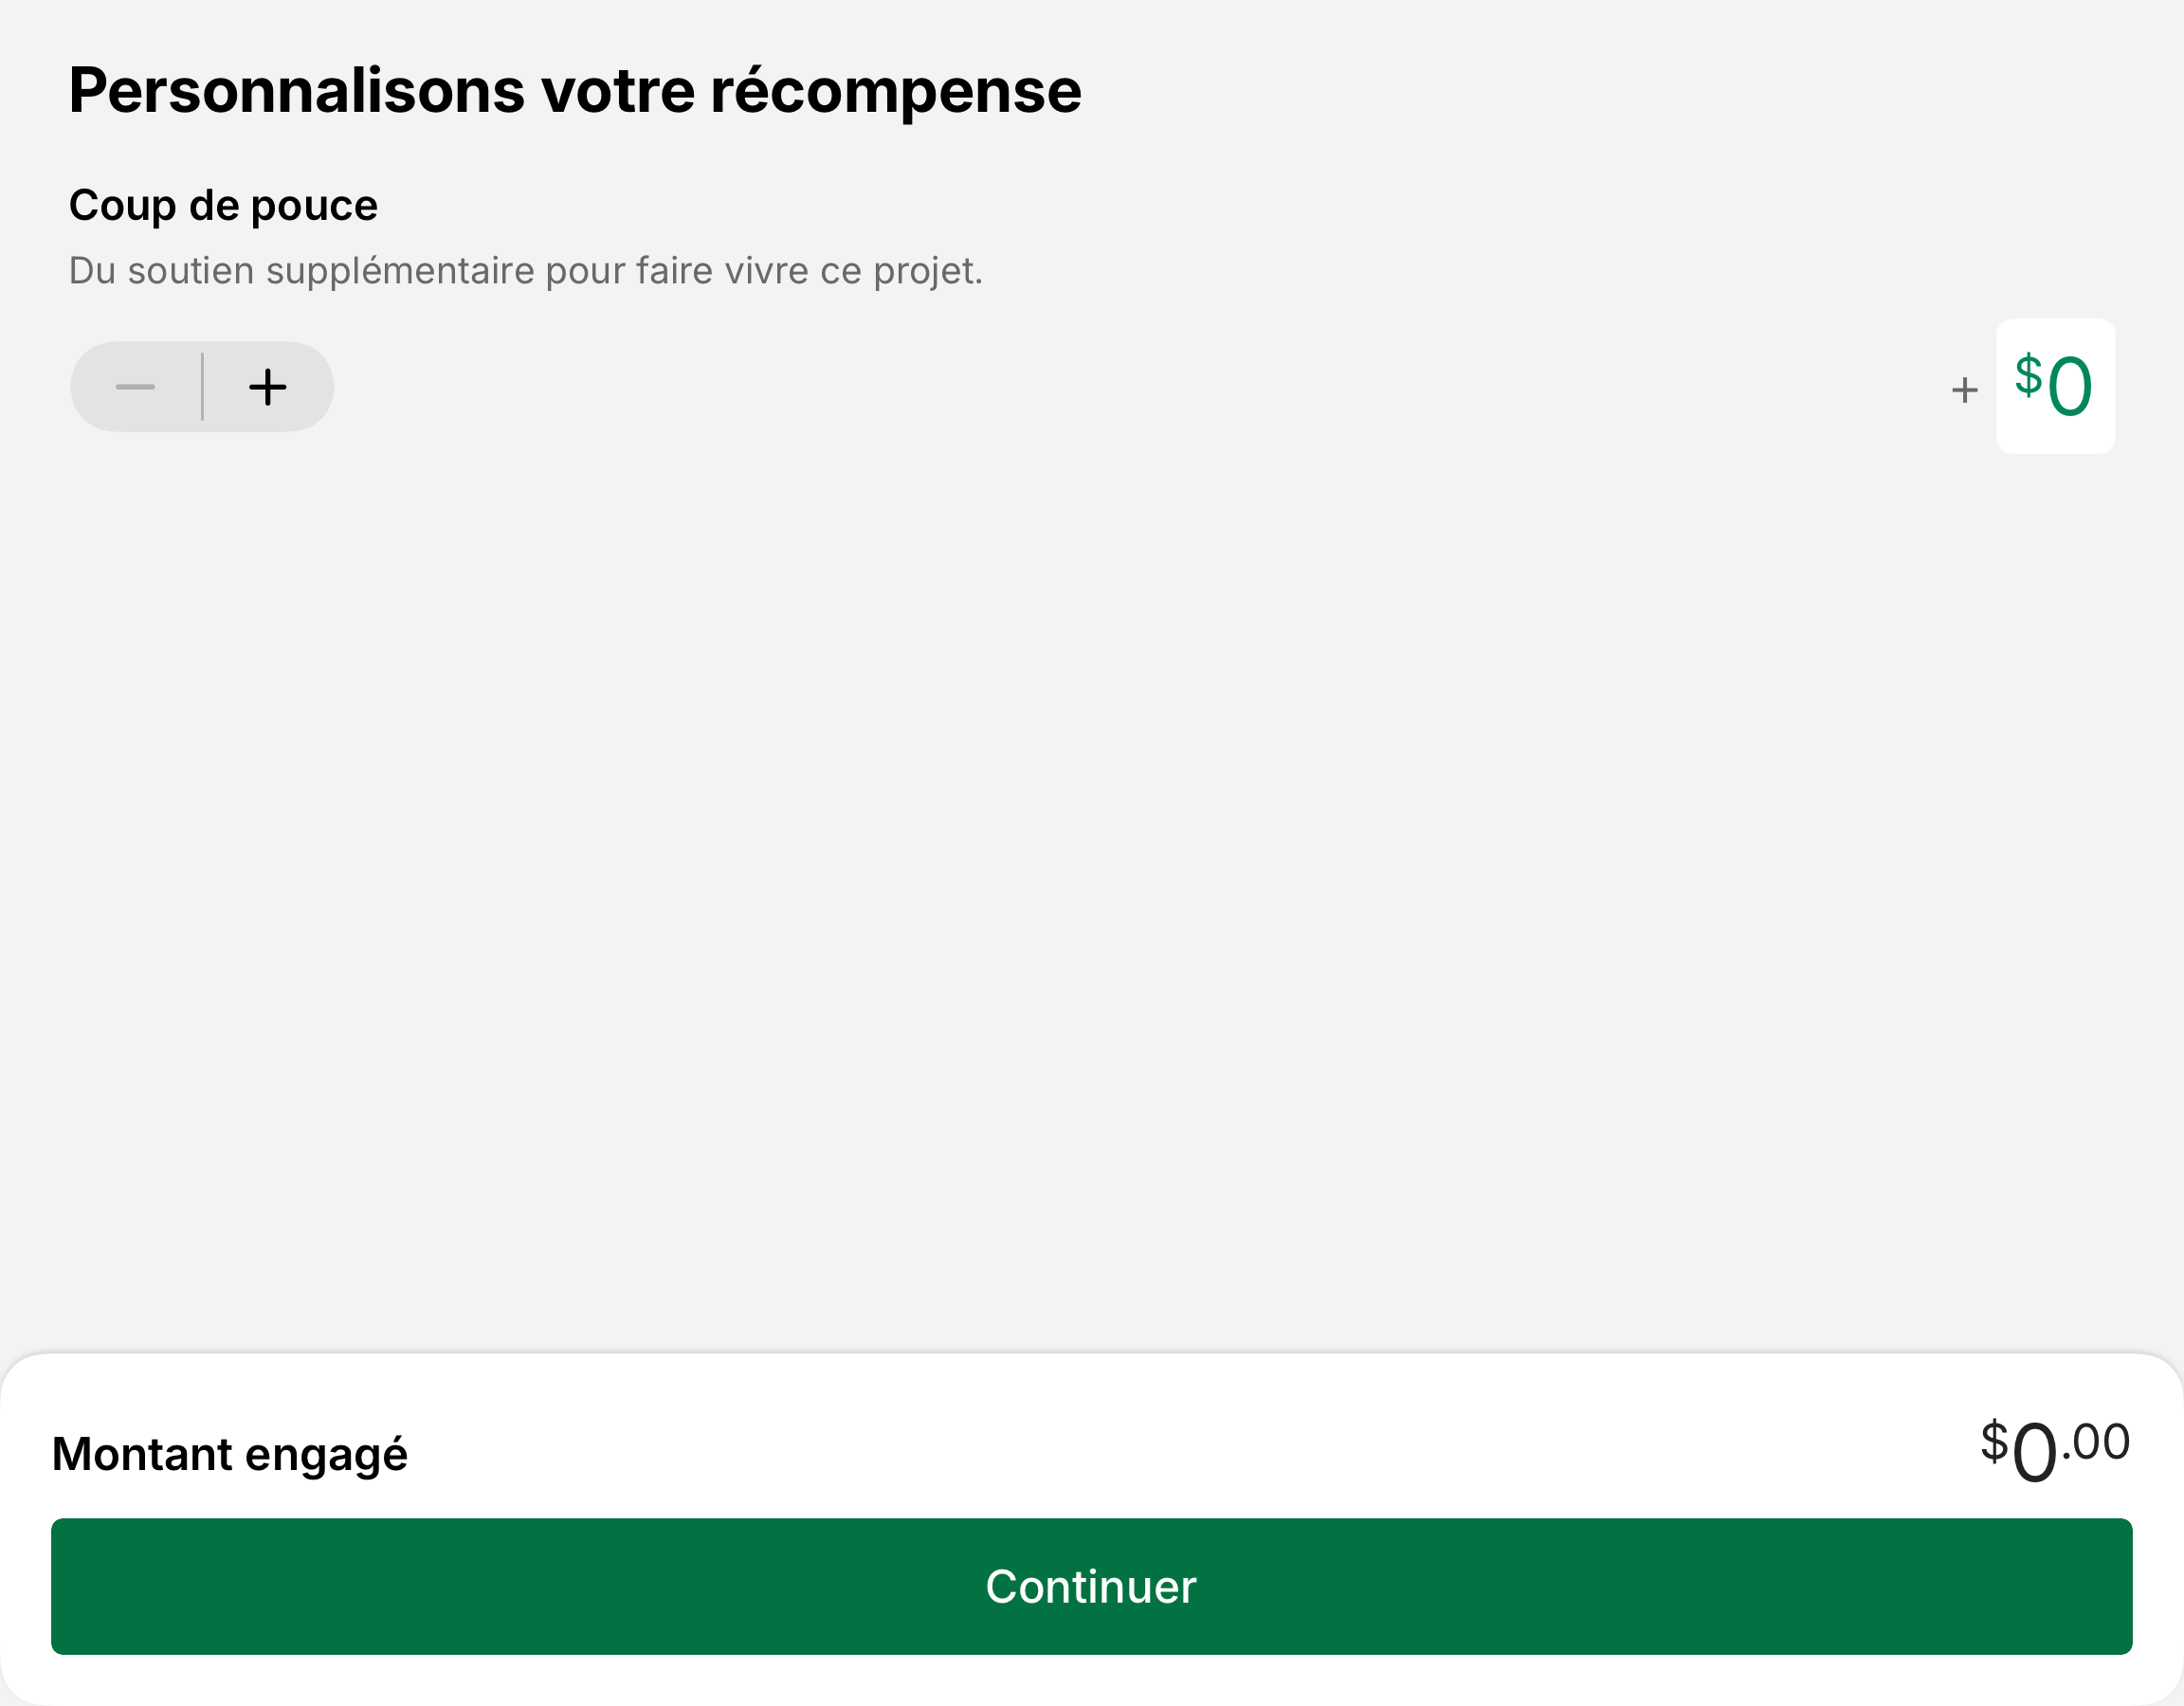 Personnalisons votre récompense
Coup de pouce
Du soutien supplémentaire pour faire vivre ce projet.
+ $0
Montant engagé $0.00
Continuer